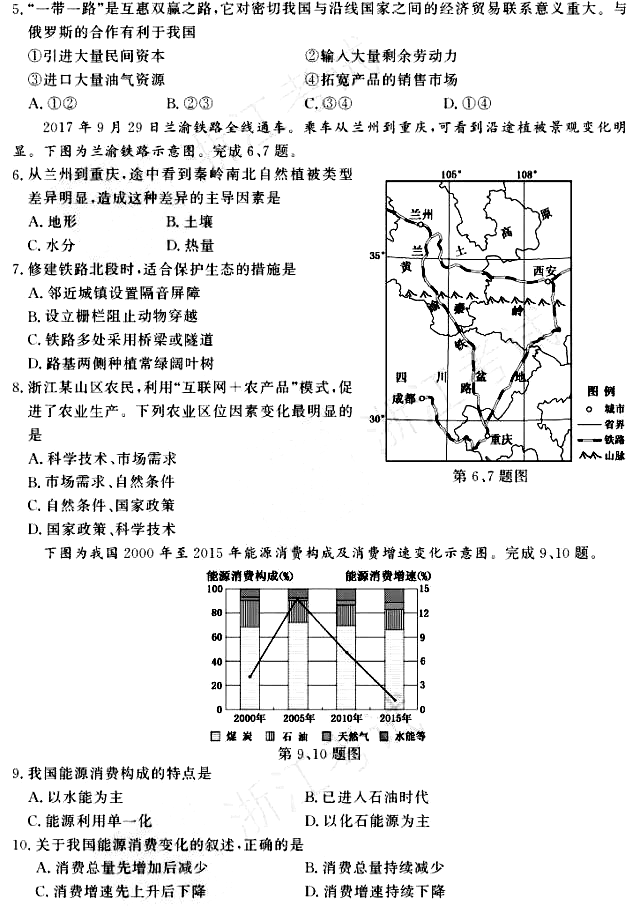 5.“一带一路”是互惠双赢之路,它对密切我国与沿线国家之间的经济贸易联系意义重大。与
俄罗斯的合作有利于我国
①引进大量民间资本 ②输入大量剩余劳动力
③进口大量油气资源 ④拓宽产品的销售市场
A.①② B.②③ C.③④ D.①④
2017年9月29日兰渝铁路全线通车。乘车从兰州到重庆,可看到沿途植被景观变化明
显。下图为兰渝铁路示意图。完成6、7题。
6.从兰州到重庆,途中看到秦岭南北自然植被类型
差异明显,造成这种差异的主导因素是
A.地形 B.土壤
C.水分 D.热量
7.修建铁路北段时,适合保护生态的措施是
A.邻近城镇设置隔音屏障
B.设立栅栏阻止动物穿越
C.铁路多处采用桥梁或隧道
D.路基两侧种植常绿阔叶树
8.浙江某山区农民,利用“互联网+农产品”模式,促
进了农业生产。下列农业区位因素变化最明显的
是
A.科学技术、市场需求
B.市场需求、自然条件
C.自然条件、国家政策
D.国家政策、科学技术
105° 108°
兰州
黄 土 高 原
35°
西安
秦 岭
兰 渝 铁 路
四 川 盆 地
成都
30°
重庆
图 例
城市
省界
铁路
山脉
第6、7题图
下图为我国2000年至2015年能源消费构成及消费增速变化示意图。完成9、10题。
能源消费构成(%) 能源消费增速(%)
100 15
80 12
60 9
40 6
20 3
0 0
2000年 2005年 2010年 2015年
煤炭 石油 天然气 水能等
第9、10题图
9.我国能源消费构成的特点是
A.以水能为主 B.已进入石油时代
C.能源利用单一化 D.以化石能源为主
10.关于我国能源消费变化的叙述,正确的是
A.消费总量先增加后减少 B.消费总量持续减少
C.消费增速先上升后下降 D.消费增速持续下降